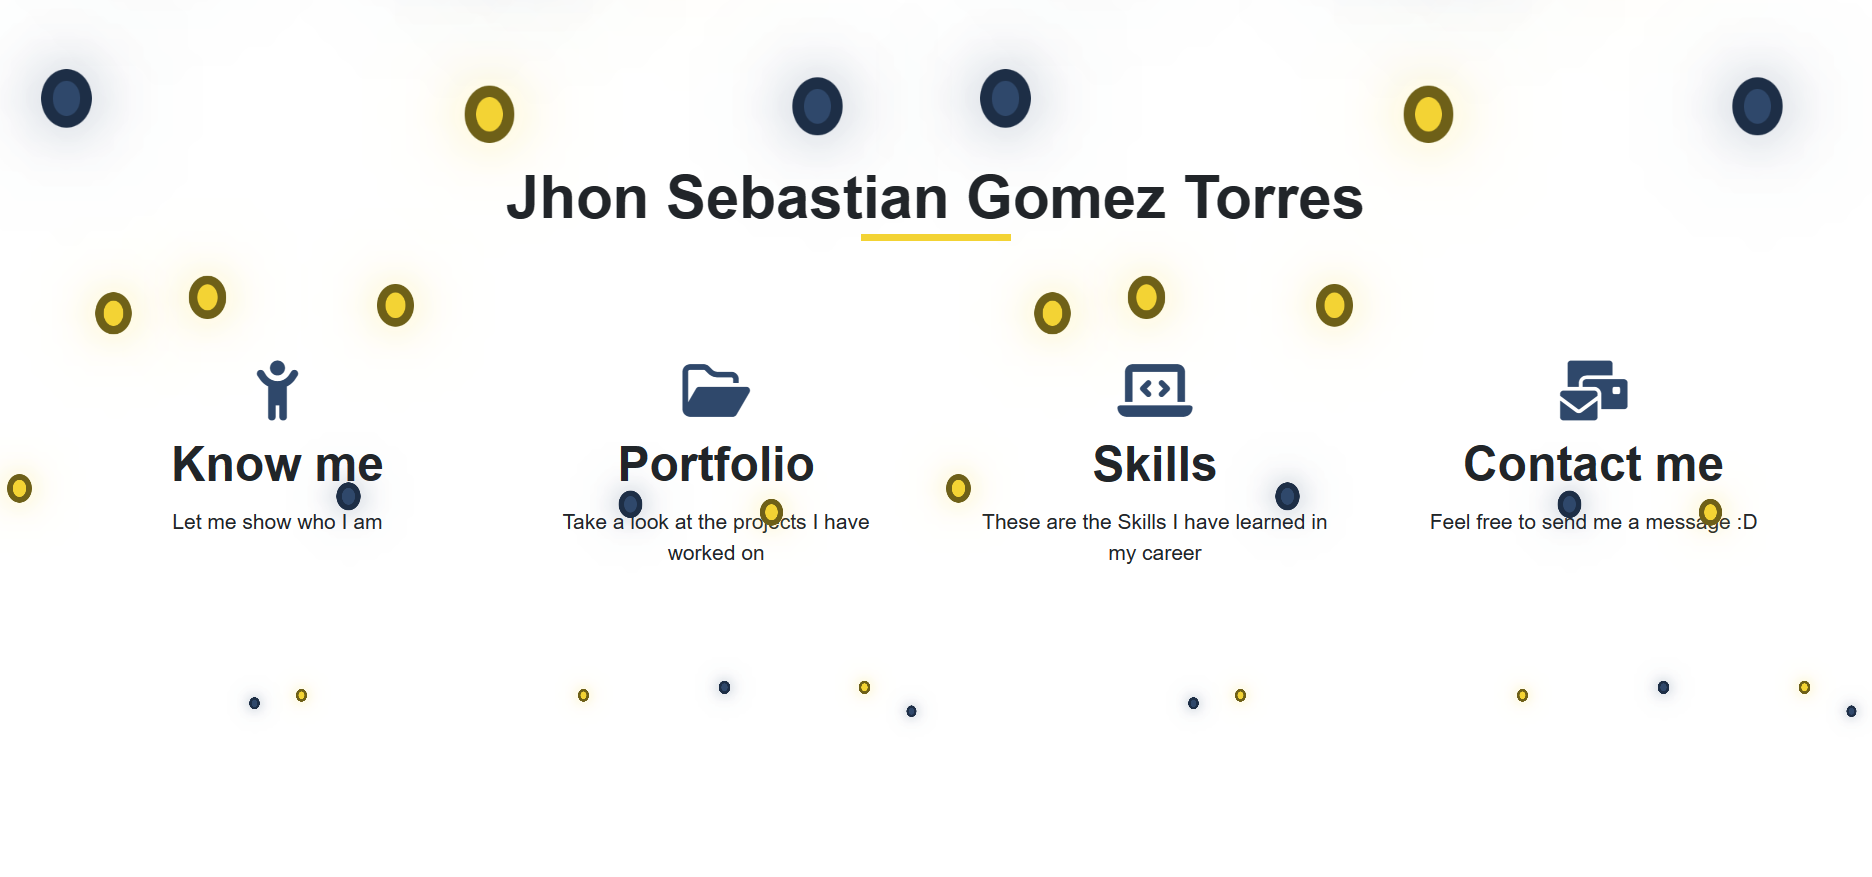 Jhon Sebastian Gomez Torres
Know me
Let me show who I am
Portfolio
Take a look at the projects I have
worked on
Skills
These are the Skills I have learned in
my career
Contact me
Feel free to send me a message :D